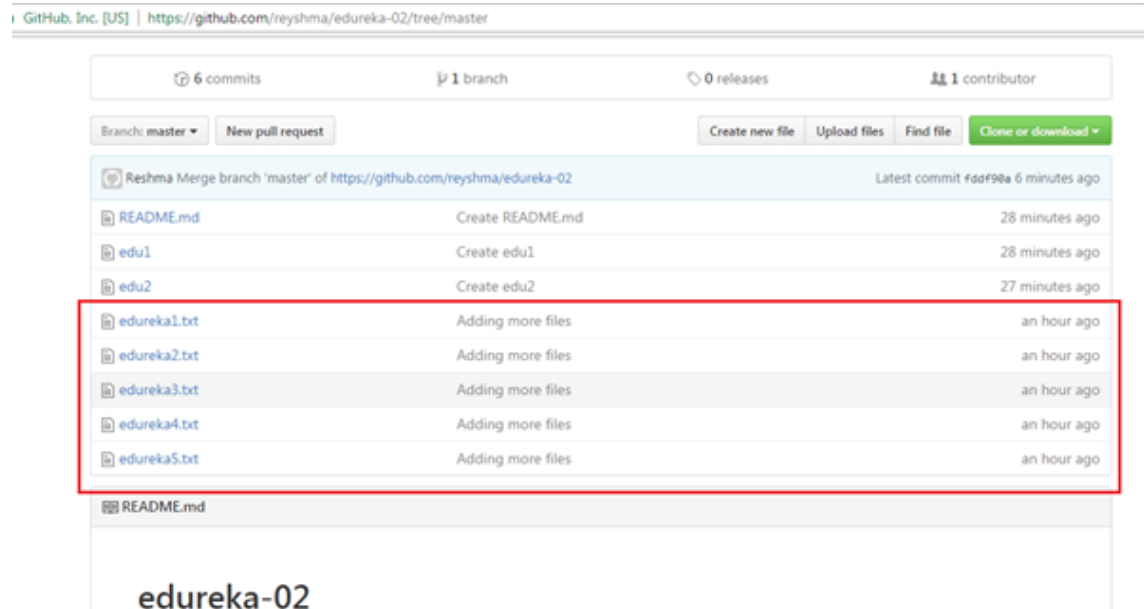 GitHub, Inc. [US] | https://github.com/reyshma/edureka-02/tree/master
6 commits 1 branch 0 releases 1 contributor
Branch: master New pull request Create new file Upload files Find file Clone or download
Reshma Merge branch 'master' of https://github.com/reyshma/edureka-02 Latest commit fddf90a 6 minutes ago
README.md Create README.md 28 minutes ago
edu1 Create edu1 28 minutes ago
edu2 Create edu2 27 minutes ago
edureka1.txt Adding more files an hour ago
edureka2.txt Adding more files an hour ago
edureka3.txt Adding more files an hour ago
edureka4.txt Adding more files an hour ago
edureka5.txt Adding more files an hour ago
README.md
edureka-02